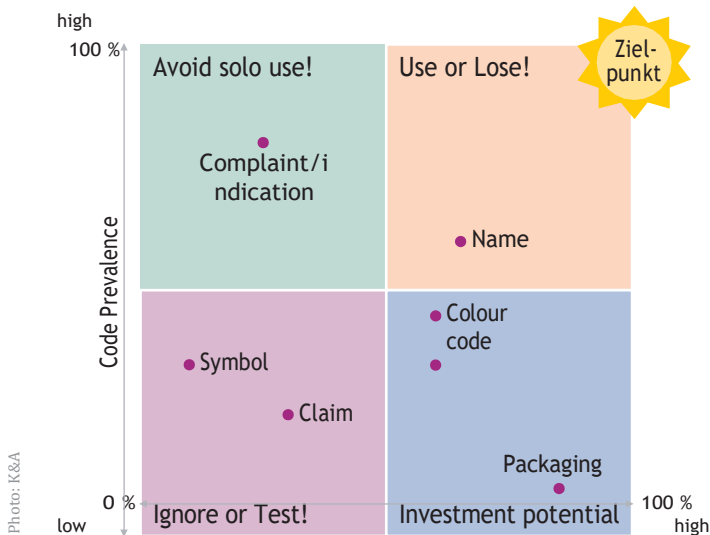 high
100 %
Avoid solo use!
Use or Lose!
Ziel-
punkt
Complaint/i
ndication
Name
Code Prevalence
Colour
code
Symbol
Claim
Packaging
0 %
100 %
Ignore or Test!
Investment potential
low
high
Photo: K&A